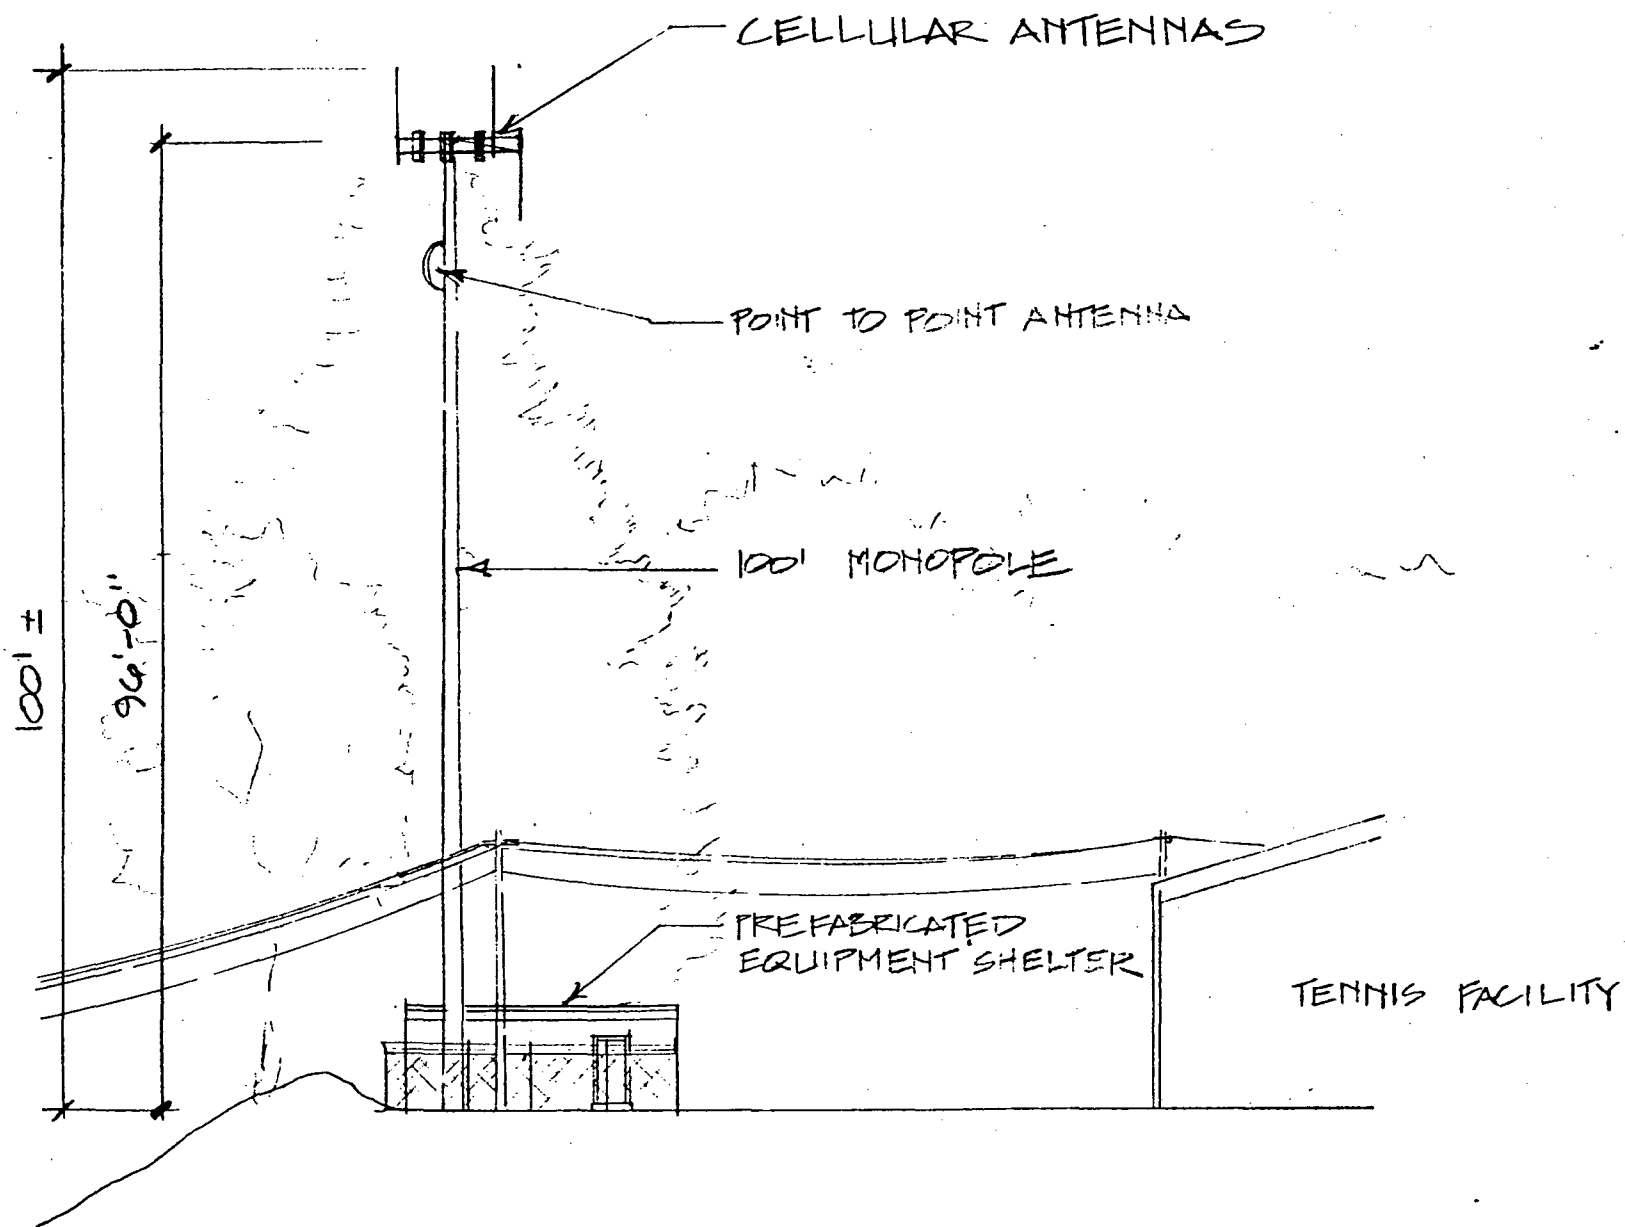 CELLULAR ANTENNAS
POINT TO POINT ANTENNA
100' MONOPOLE
100' ±
96'-0"
PREFABRICATED
EQUIPMENT SHELTER
TENNIS FACILITY